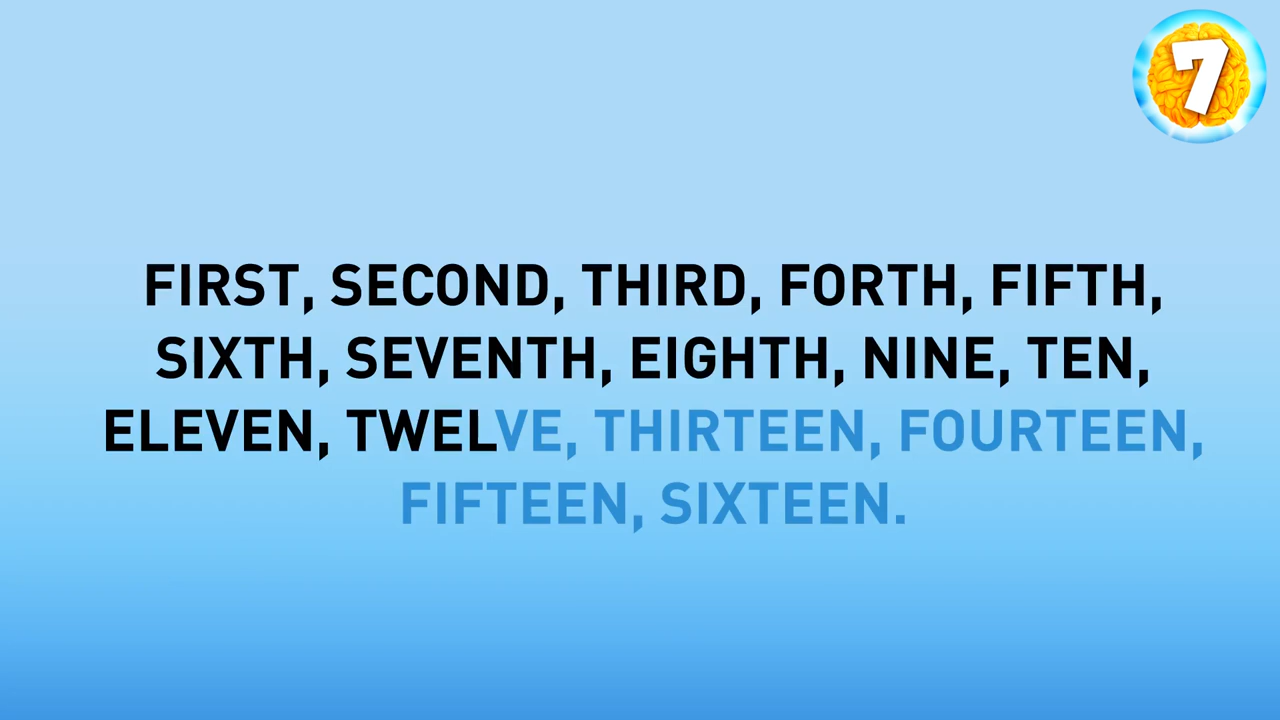 7
FIRST, SECOND, THIRD, FORTH, FIFTH,
SIXTH, SEVENTH, EIGHTH, NINE, TEN,
ELEVEN, TWELVE, THIRTEEN, FOURTEEN,
FIFTEEN, SIXTEEN.